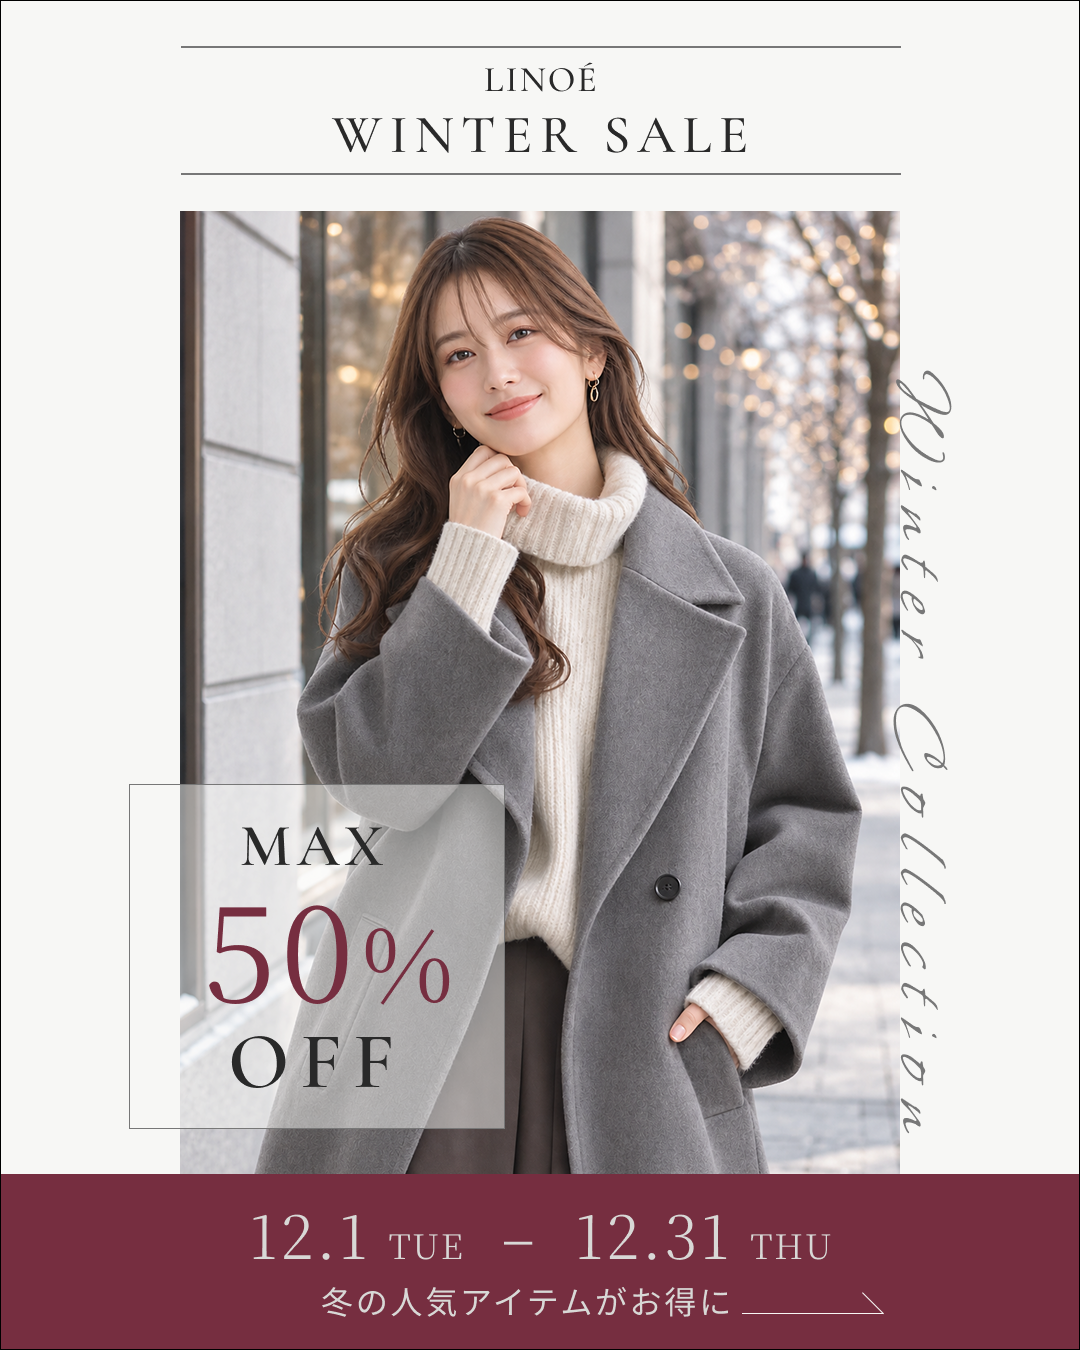 LINOÉ
WINTER SALE
Winter Collection
MAX
50%
OFF
12.1 TUE – 12.31 THU
冬の人気アイテムがお得に